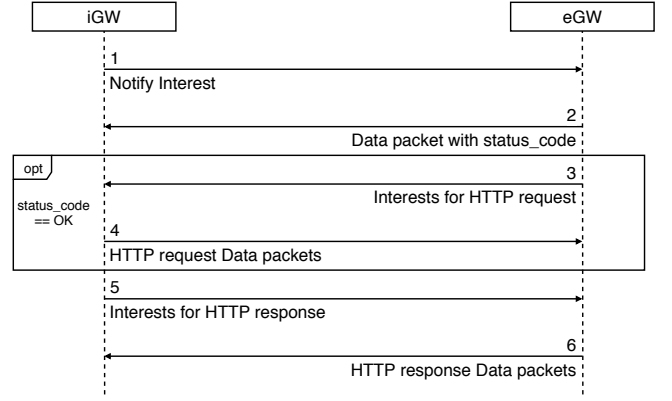 iGW
eGW
1
Notify Interest
2
Data packet with status_code
opt
3
Interests for HTTP request
status_code
== OK
4
HTTP request Data packets
5
Interests for HTTP response
6
HTTP response Data packets